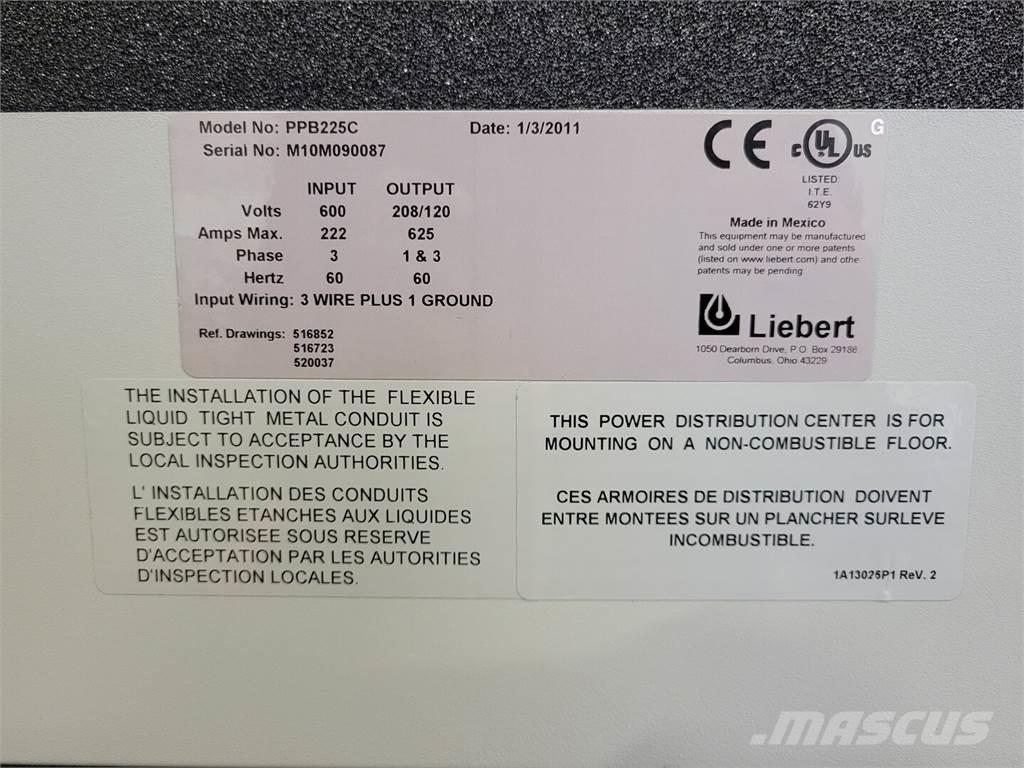 Model No: PPB225C Date: 1/3/2011
Serial No: M10M090087
INPUT OUTPUT
Volts 600 208/120
Amps Max. 222 625
Phase 3 1 & 3
Hertz 60 60
Input Wiring: 3 WIRE PLUS 1 GROUND
Ref. Drawings: 516852
516723
520037
CE C UL US G
LISTED
I.T.E.
62Y9
Made in Mexico
This equipment may be manufactured
and sold under one or more patents
(listed on www.liebert.com) and othe
patents may be pending
Liebert
1050 Dearborn Drive, P.O. Box 29186
Columbus, Ohio 43229
THE INSTALLATION OF THE FLEXIBLE
LIQUID TIGHT METAL CONDUIT IS
SUBJECT TO ACCEPTANCE BY THE
LOCAL INSPECTION AUTHORITIES.
L' INSTALLATION DES CONDUITS
FLEXIBLES ETANCHES AUX LIQUIDES
EST AUTORISEE SOUS RESERVE
D'ACCEPTATION PAR LES AUTORITIES
D'INSPECTION LOCALES.
THIS POWER DISTRIBUTION CENTER IS FOR
MOUNTING ON A NON-COMBUSTIBLE FLOOR.
CES ARMOIRES DE DISTRIBUTION DOIVENT
ENTRE MONTEES SUR UN PLANCHER SURLEVE
INCOMBUSTIBLE.
1A13025P1 ReV. 2
MASCUS